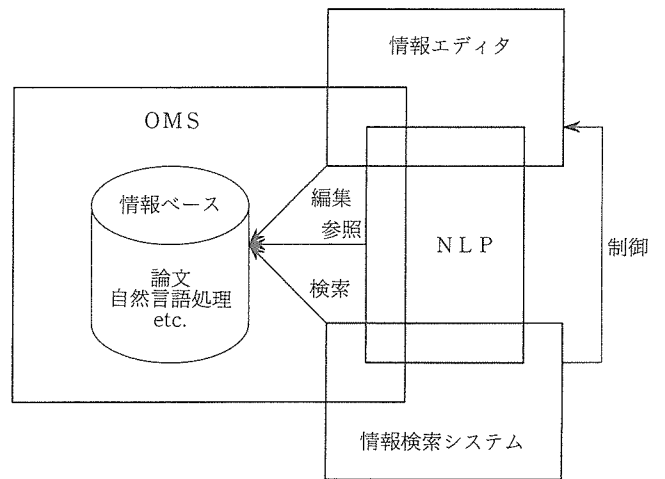 情報エディタ
OMS
情報ベース
論文
自然言語処理
etc.
編集
参照
検索
NLP
制御
情報検索システム